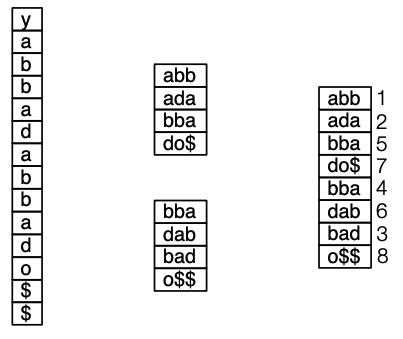 y
a
b
b
a
d
a
b
b
a
d
o
$
$
abb
ada
bba
do$
bba
dab
bad
o$$
abb 1
ada 2
bba 5
do$ 7
bba 4
dab 6
bad 3
o$$ 8